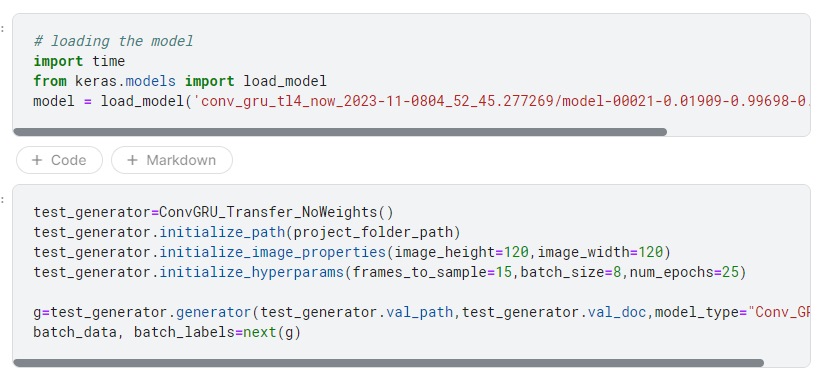 # loading the model
import time
from keras.models import load_model
model = load_model('conv_gru_tl4_now_2023-11-0804_52_45.277269/model-00021-0.01909-0.99698-0.
+ Code
+ Markdown
test_generator=ConvGRU_Transfer_NoWeights()
test_generator.initialize_path(project_folder_path)
test_generator.initialize_image_properties(image_height=120,image_width=120)
test_generator.initialize_hyperparams(frames_to_sample=15,batch_size=8,num_epochs=25)
g=test_generator.generator(test_generator.val_path,test_generator.val_doc,model_type="Conv_GR
batch_data, batch_labels=next(g)